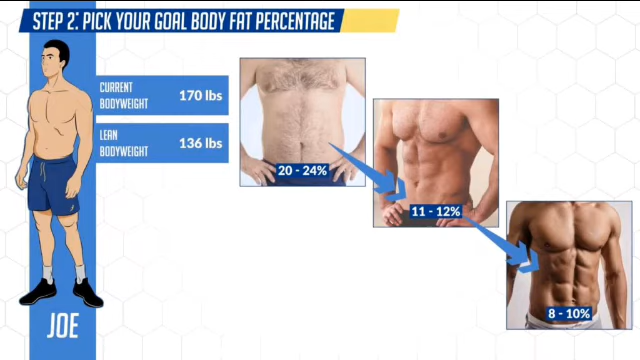 STEP 2: PICK YOUR GOAL BODY FAT PERCENTAGE
CURRENT
BODYWEIGHT
170 lbs
LEAN
BODYWEIGHT
136 lbs
20 - 24%
11 - 12%
8 - 10%
JOE